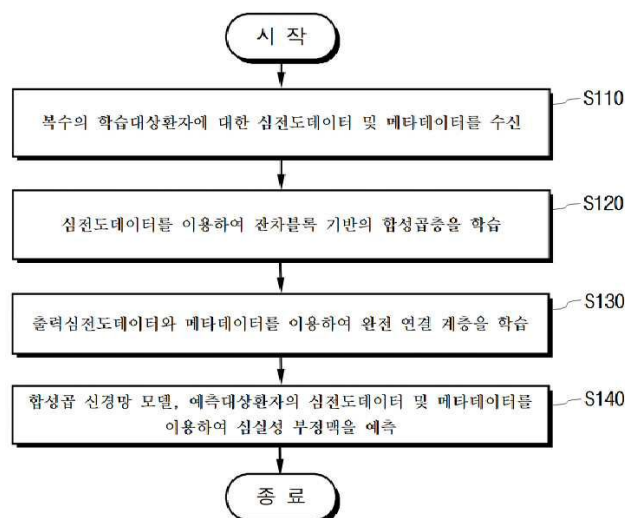 시 작
S110
복수의 학습대상환자에 대한 심전도데이터 및 메타데이터를 수신
S120
심전도데이터를 이용하여 잔차블록 기반의 합성곱층을 학습
S130
출력심전도데이터와 메타데이터를 이용하여 완전 연결 계층을 학습
S140
합성곱 신경망 모델, 예측대상환자의 심전도데이터 및 메타데이터를
이용하여 심실성 부정맥을 예측
종 료